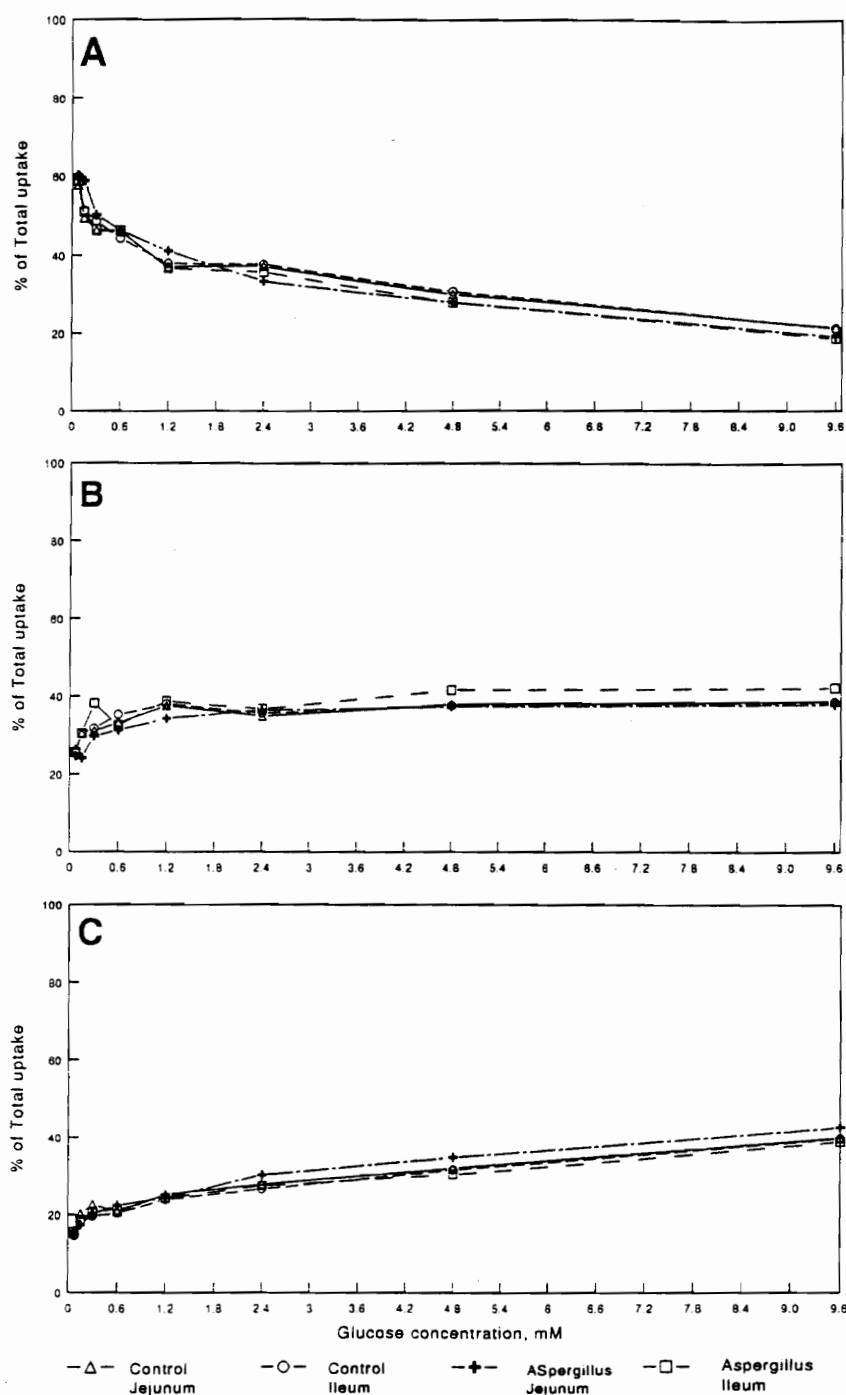 100
A
80
60
40
20
0
% of Total uptake
0 0.6 1.2 1.8 2.4 3 3.6 4.2 4.8 5.4 6 6.6 7.2 7.8 8.4 9.0 9.6
100
B
80
60
40
20
0
% of Total uptake
0 0.6 1.2 1.8 2.4 3 3.6 4.2 4.8 5.4 6 6.6 7.2 7.8 8.4 9.0 9.6
100
C
80
60
40
20
0
% of Total uptake
0 0.6 1.2 1.8 2.4 3 3.6 4.2 4.8 5.4 6 6.6 7.2 7.8 8.4 9.0 9.6
Glucose concentration, mM
Control Jejunum
Control Ileum
ASpergillus Jejunum
Aspergillus Ileum